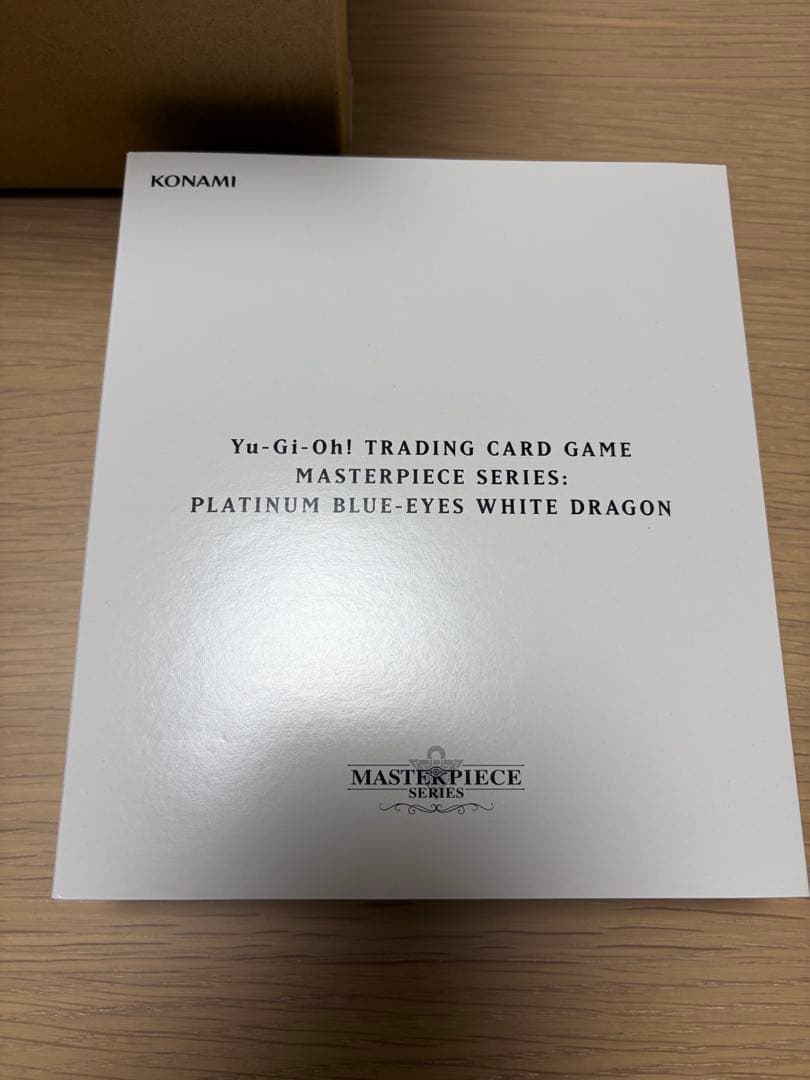 KONAMI
Yu-Gi-Oh! TRADING CARD GAME
MASTERPIECE SERIES:
PLATINUM BLUE-EYES WHITE DRAGON
MASTERPIECE
SERIES